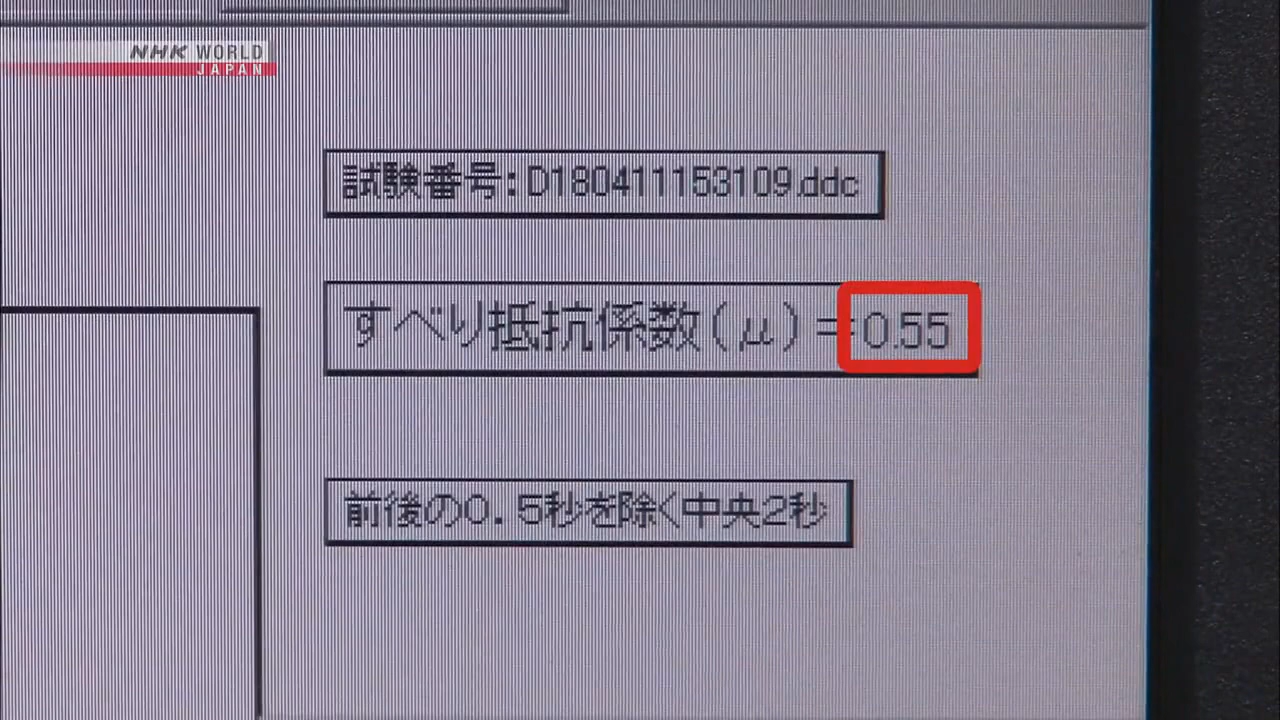 NHK WORLD
JAPAN
試験番号:D180411153109.ddc
すべり抵抗係数(μ)=0.55
前後の0.5秒を除く中央2秒